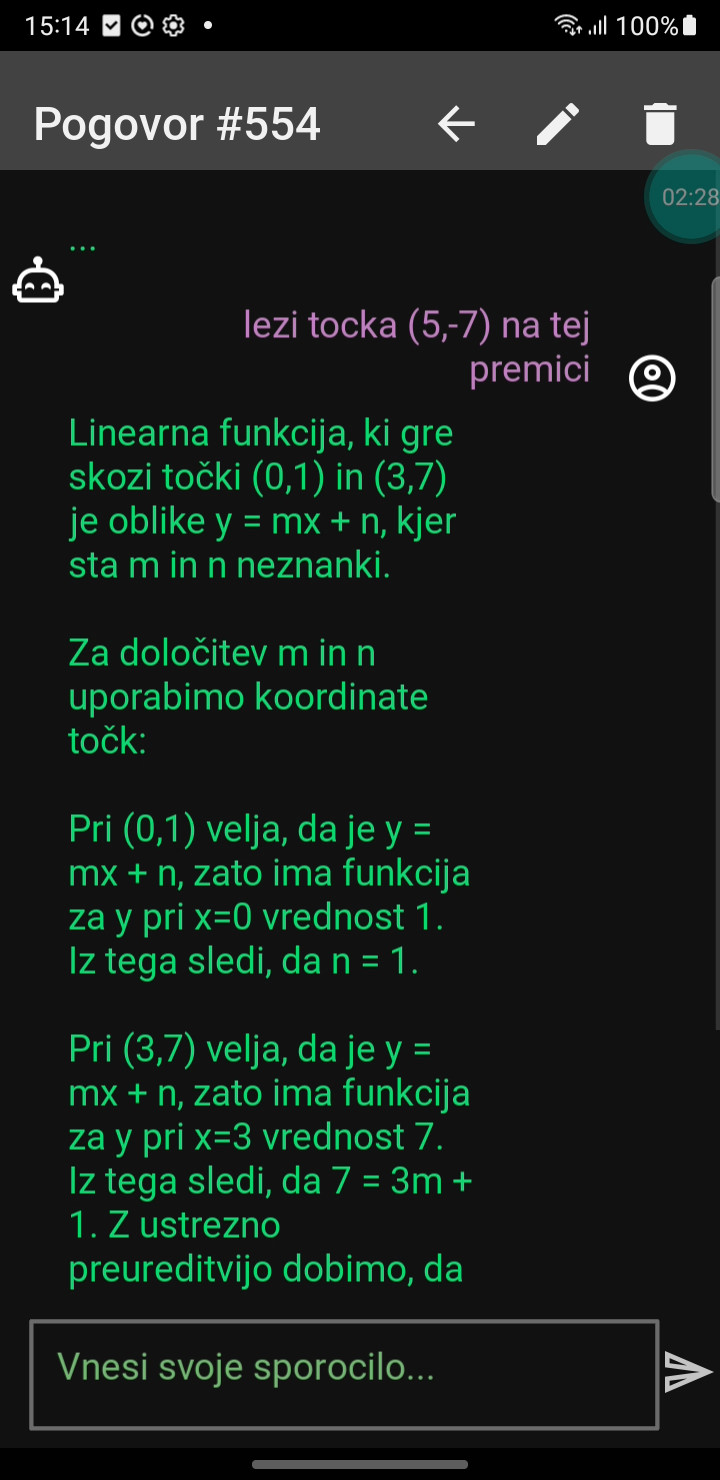 15:14
100%
Pogovor #554
02:28
...
lezi tocka (5,-7) na tej
premici
Linearna funkcija, ki gre
skozi točki (0,1) in (3,7)
je oblike y = mx + n, kjer
sta m in n neznanki.
Za določitev m in n
uporabimo koordinate
točk:
Pri (0,1) velja, da je y =
mx + n, zato ima funkcija
za y pri x=0 vrednost 1.
Iz tega sledi, da n = 1.
Pri (3,7) velja, da je y =
mx + n, zato ima funkcija
za y pri x=3 vrednost 7.
Iz tega sledi, da 7 = 3m +
1. Z ustrezno
preureditvijo dobimo, da
Vnesi svoje sporocilo...